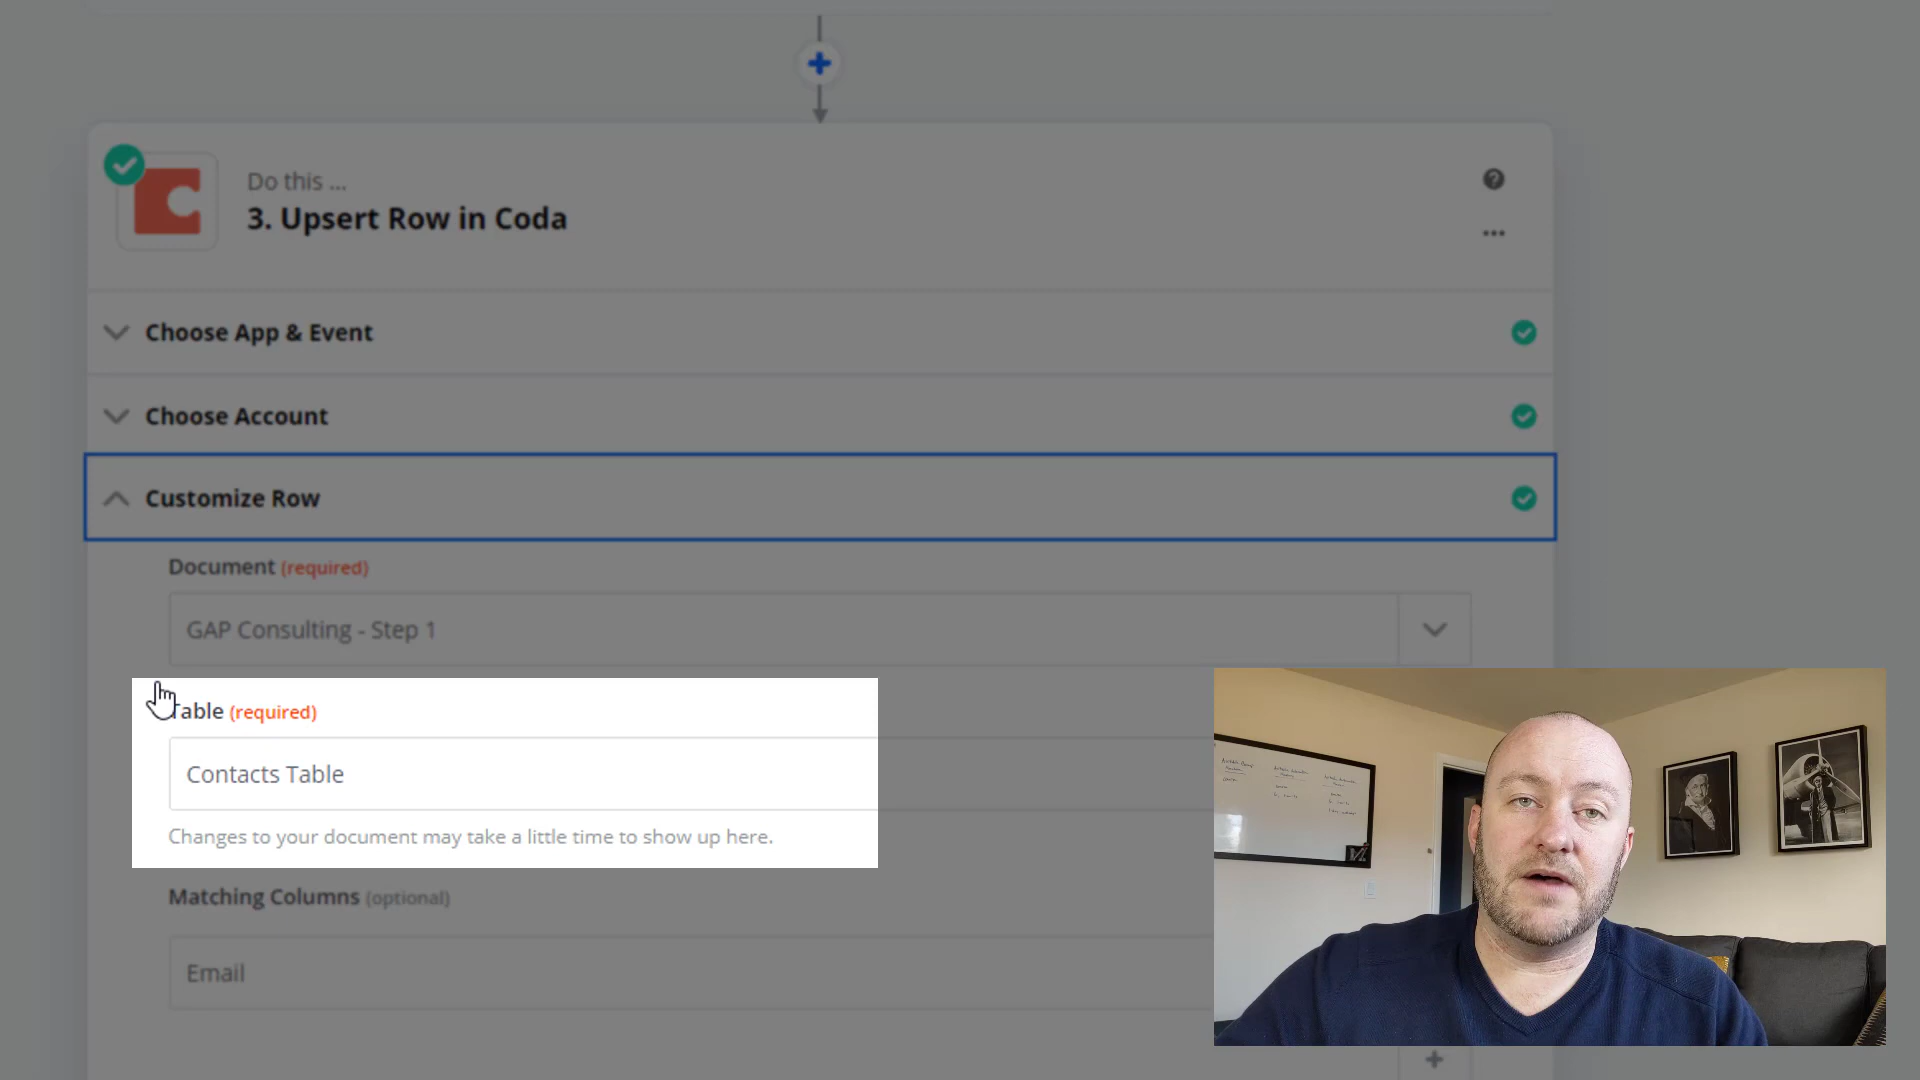 Do this ...
3. Upsert Row in Coda
Choose App & Event
Choose Account
Customize Row
Document (required)
GAP Consulting - Step 1
Table (required)
Contacts Table
Changes to your document may take a little time to show up here.
Matching Columns (optional)
Email